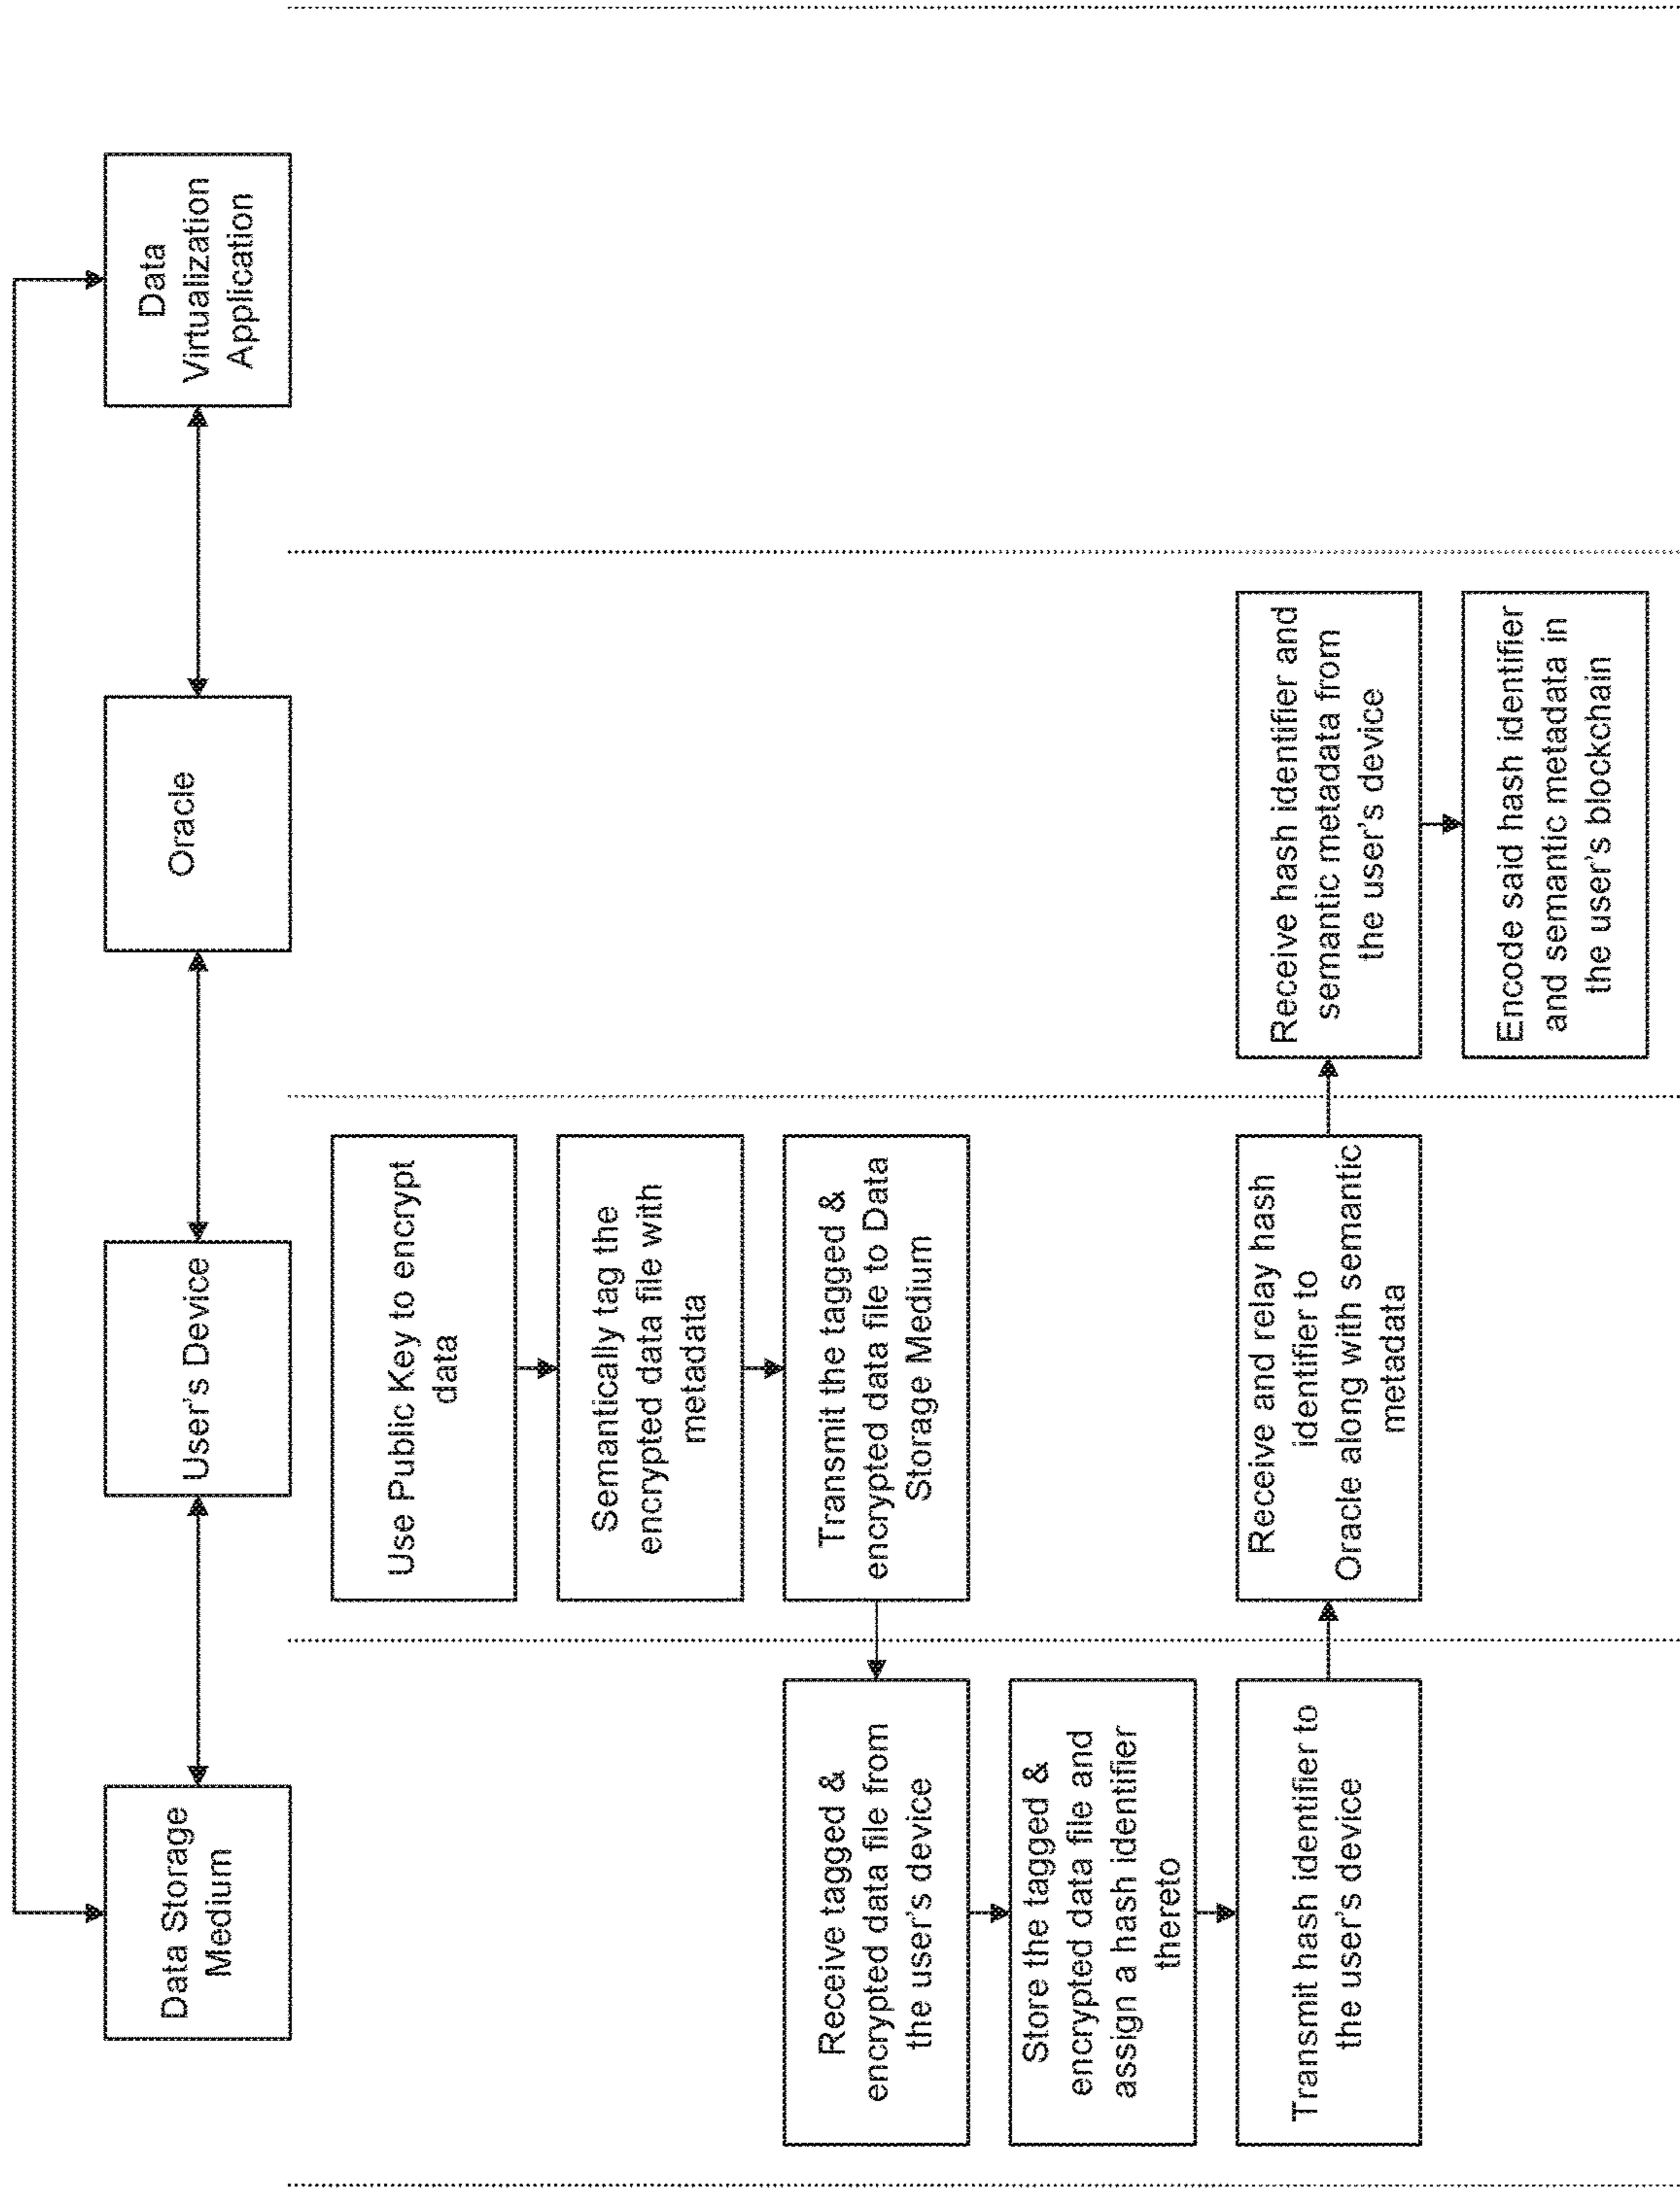 Data Storage
Medium
User's Device
Oracle
Data
Virtualization
Application
Use Public Key to encrypt
data
Semantically tag the
encrypted data file with
metadata
Transmit the tagged &
encrypted data file to Data
Storage Medium
Receive tagged &
encrypted data file from
the user's device
Store the tagged &
encrypted data file and
assign a hash identifier
thereto
Transmit hash identifier to
the user's device
Receive and relay hash
identifier to
Oracle along with semantic
metadata
Receive hash identifier and
semantic metadata from
the user's device
Encode said hash identifier
and semantic metadata in
the user's blockchain